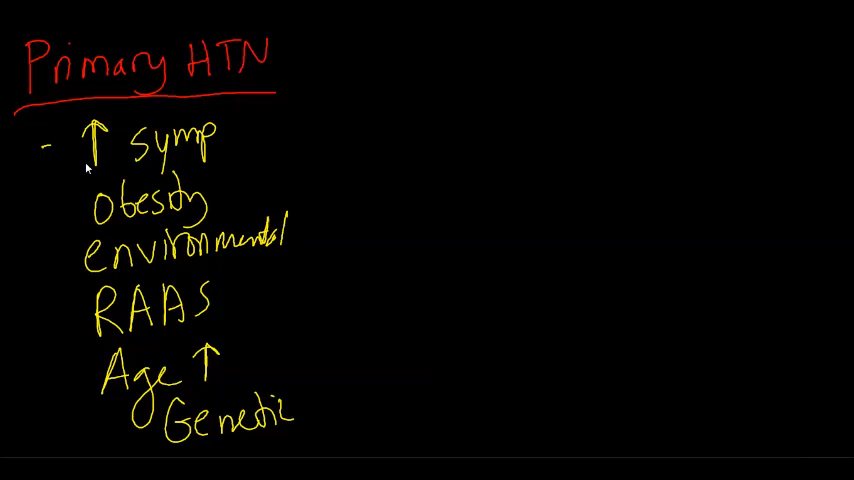 Primary HTN
- ↑ symp
Obesity
environmental
RAAS
Age ↑
Genetic